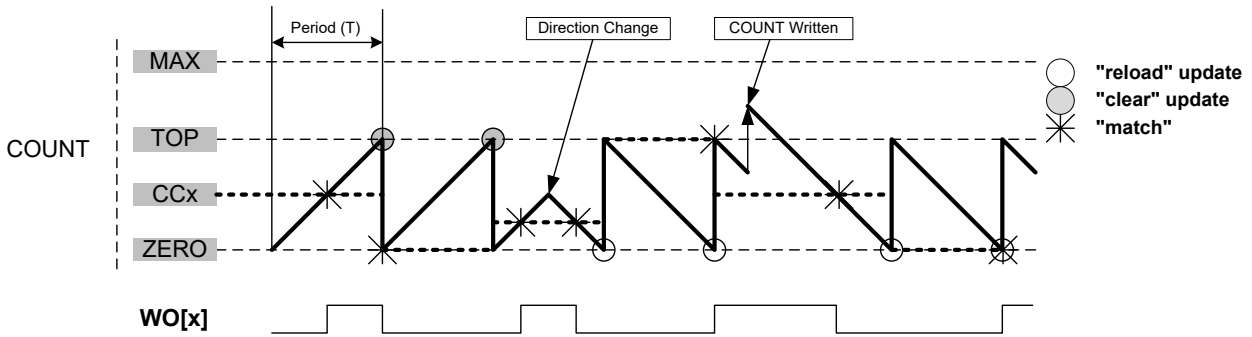 Period (T)
Direction Change
COUNT Written
MAX
"reload" update
"clear" update
TOP
"match"
COUNT
CCx
ZERO
WO[x]